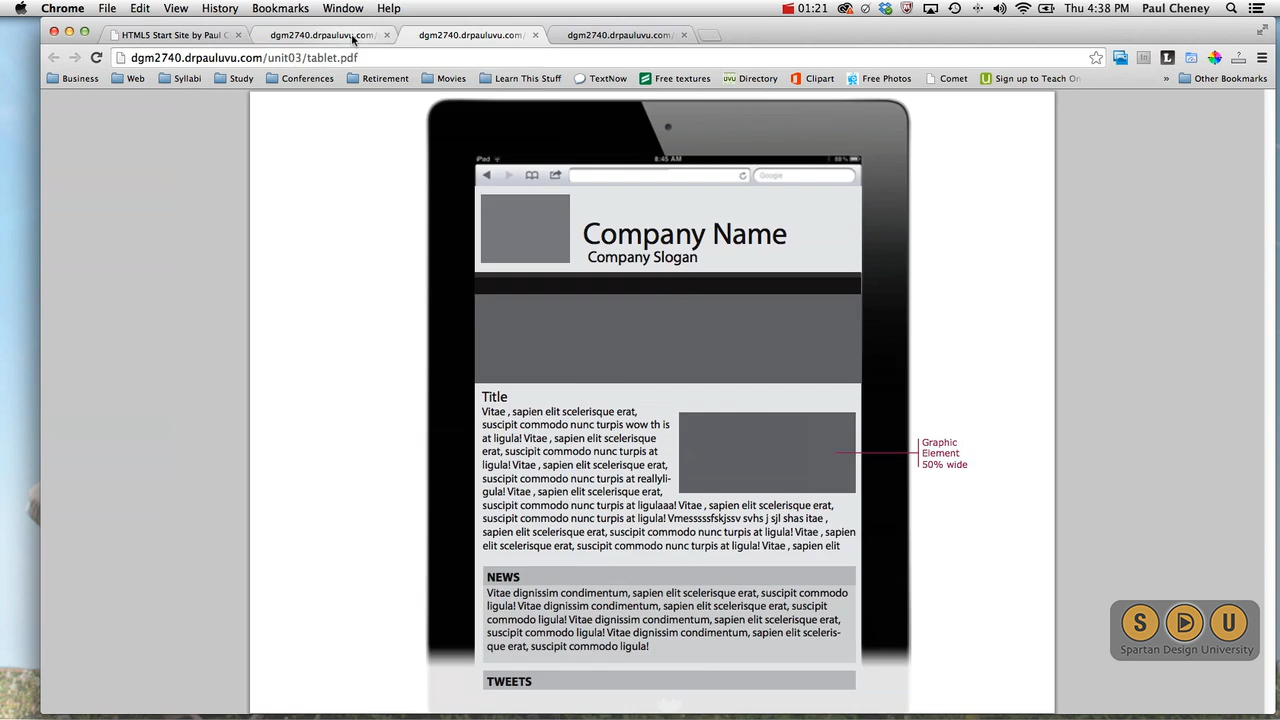 Chrome File Edit View History Bookmarks Window Help 01:21 Thu 4:38 PM Paul Cheney
HTML5 Start Site by Paul C dgm2740.drpauluvu.com/ dgm2740.drpauluvu.com/ dgm2740.drpauluvu.com/
dgm2740.drpauluvu.com/unit03/tablet.pdf
Business Web Syllabi Study Conferences Retirement Movies Learn This Stuff TextNow Free textures Directory Clipart Free Photos Comet Sign up to Teach On » Other Bookmarks
iPad 8:45 AM 88%
Google
Company Name
Company Slogan
Title
Vitae , sapien elit scelerisque erat,
suscipit commodo nunc turpis wow th is
at ligula! Vitae , sapien elit scelerisque
erat, suscipit commodo nunc turpis at
ligula! Vitae , sapien elit scelerisque erat,
suscipit commodo nunc turpis at reallyli-
gula! Vitae , sapien elit scelerisque erat,
suscipit commodo nunc turpis at ligulaaa! Vitae , sapien elit scelerisque erat,
suscipit commodo nunc turpis at ligula! Vmessssfskjssv svhs j sjl shas itae ,
sapien elit scelerisque erat, suscipit commodo nunc turpis at ligula! Vitae , sapien
elit scelerisque erat, suscipit commodo nunc turpis at ligula! Vitae , sapien elit
Graphic
Element
50% wide
NEWS
Vitae dignissim condimentum, sapien elit scelerisque erat, suscipit commodo
ligula! Vitae dignissim condimentum, sapien elit scelerisque erat, suscipit
commodo ligula! Vitae dignissim condimentum, sapien elit scelerisque erat,
suscipit commodo ligula! Vitae dignissim condimentum, sapien elit sceleris-
que erat, suscipit commodo ligula!
TWEETS
S D U
Spartan Design University